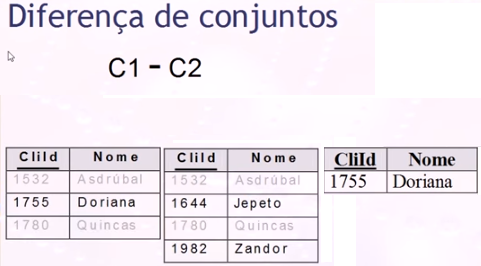 Diferença de conjuntos
C1 - C2
CliId Nome
1532 Asdrúbal
1755 Doriana
1780 Quincas
CliId Nome
1532 Asdrúbal
1644 Jepeto
1780 Quincas
1982 Zandor
CliId Nome
1755 Doriana